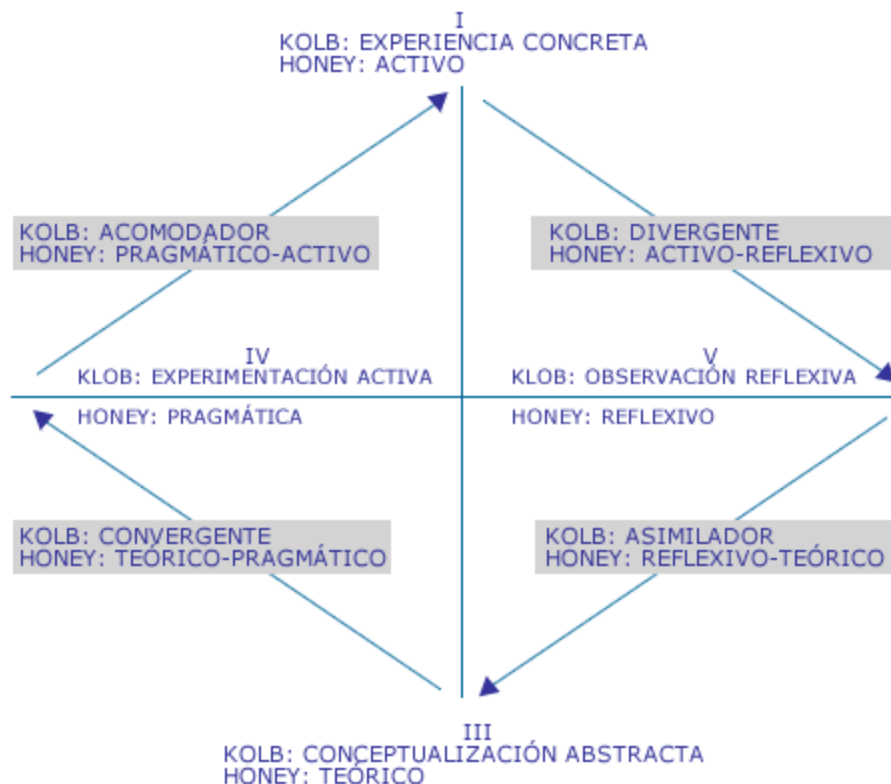 I
KOLB: EXPERIENCIA CONCRETA
HONEY: ACTIVO
KOLB: ACOMODADOR
HONEY: PRAGMÁTICO-ACTIVO
KOLB: DIVERGENTE
HONEY: ACTIVO-REFLEXIVO
IV
KLOB: EXPERIMENTACIÓN ACTIVA
HONEY: PRAGMÁTICA
V
KLOB: OBSERVACIÓN REFLEXIVA
HONEY: REFLEXIVO
KOLB: CONVERGENTE
HONEY: TEÓRICO-PRAGMÁTICO
KOLB: ASIMILADOR
HONEY: REFLEXIVO-TEÓRICO
III
KOLB: CONCEPTUALIZACIÓN ABSTRACTA
HONEY: TEÓRICO